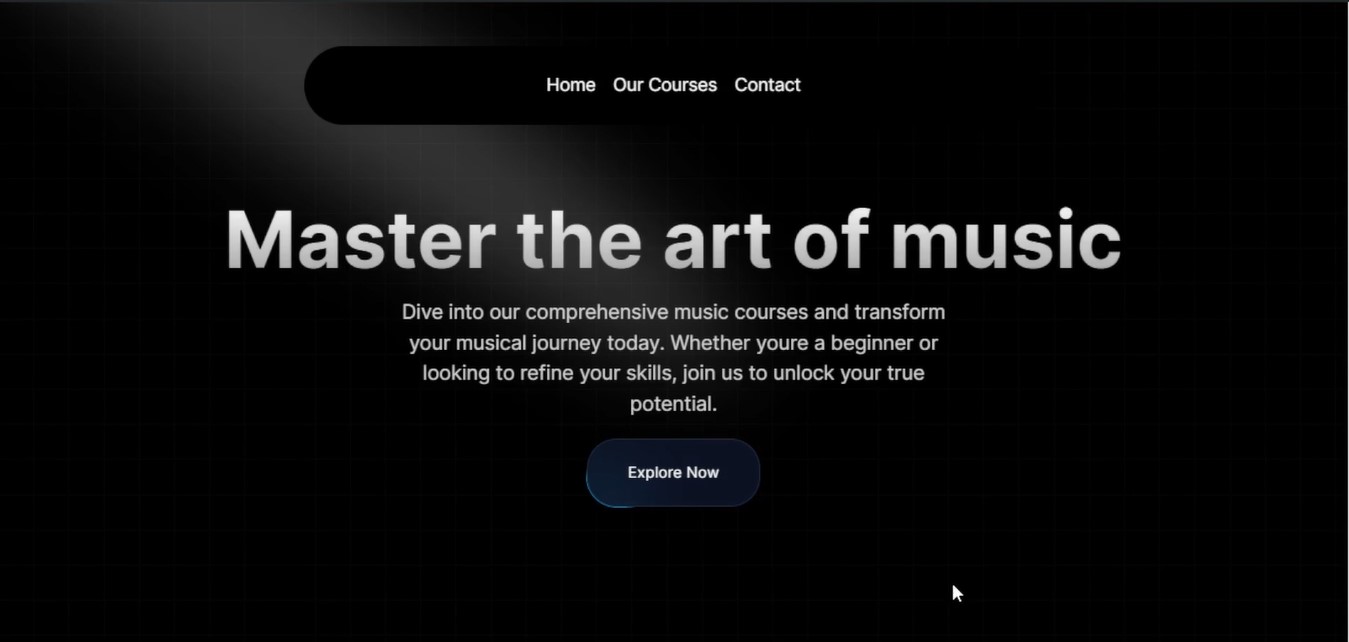 Home Our Courses Contact
Master the art of music
Dive into our comprehensive music courses and transform
your musical journey today. Whether youre a beginner or
looking to refine your skills, join us to unlock your true
potential.
Explore Now